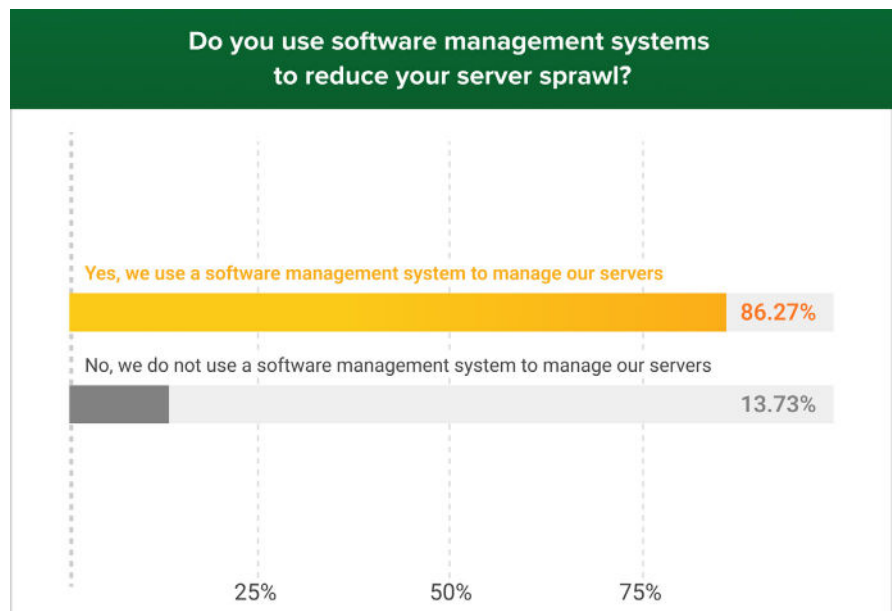 Do you use software management systems
to reduce your server sprawl?
Yes, we use a software management system to manage our servers
86.27%
No, we do not use a software management system to manage our servers
13.73%
25% 50% 75%